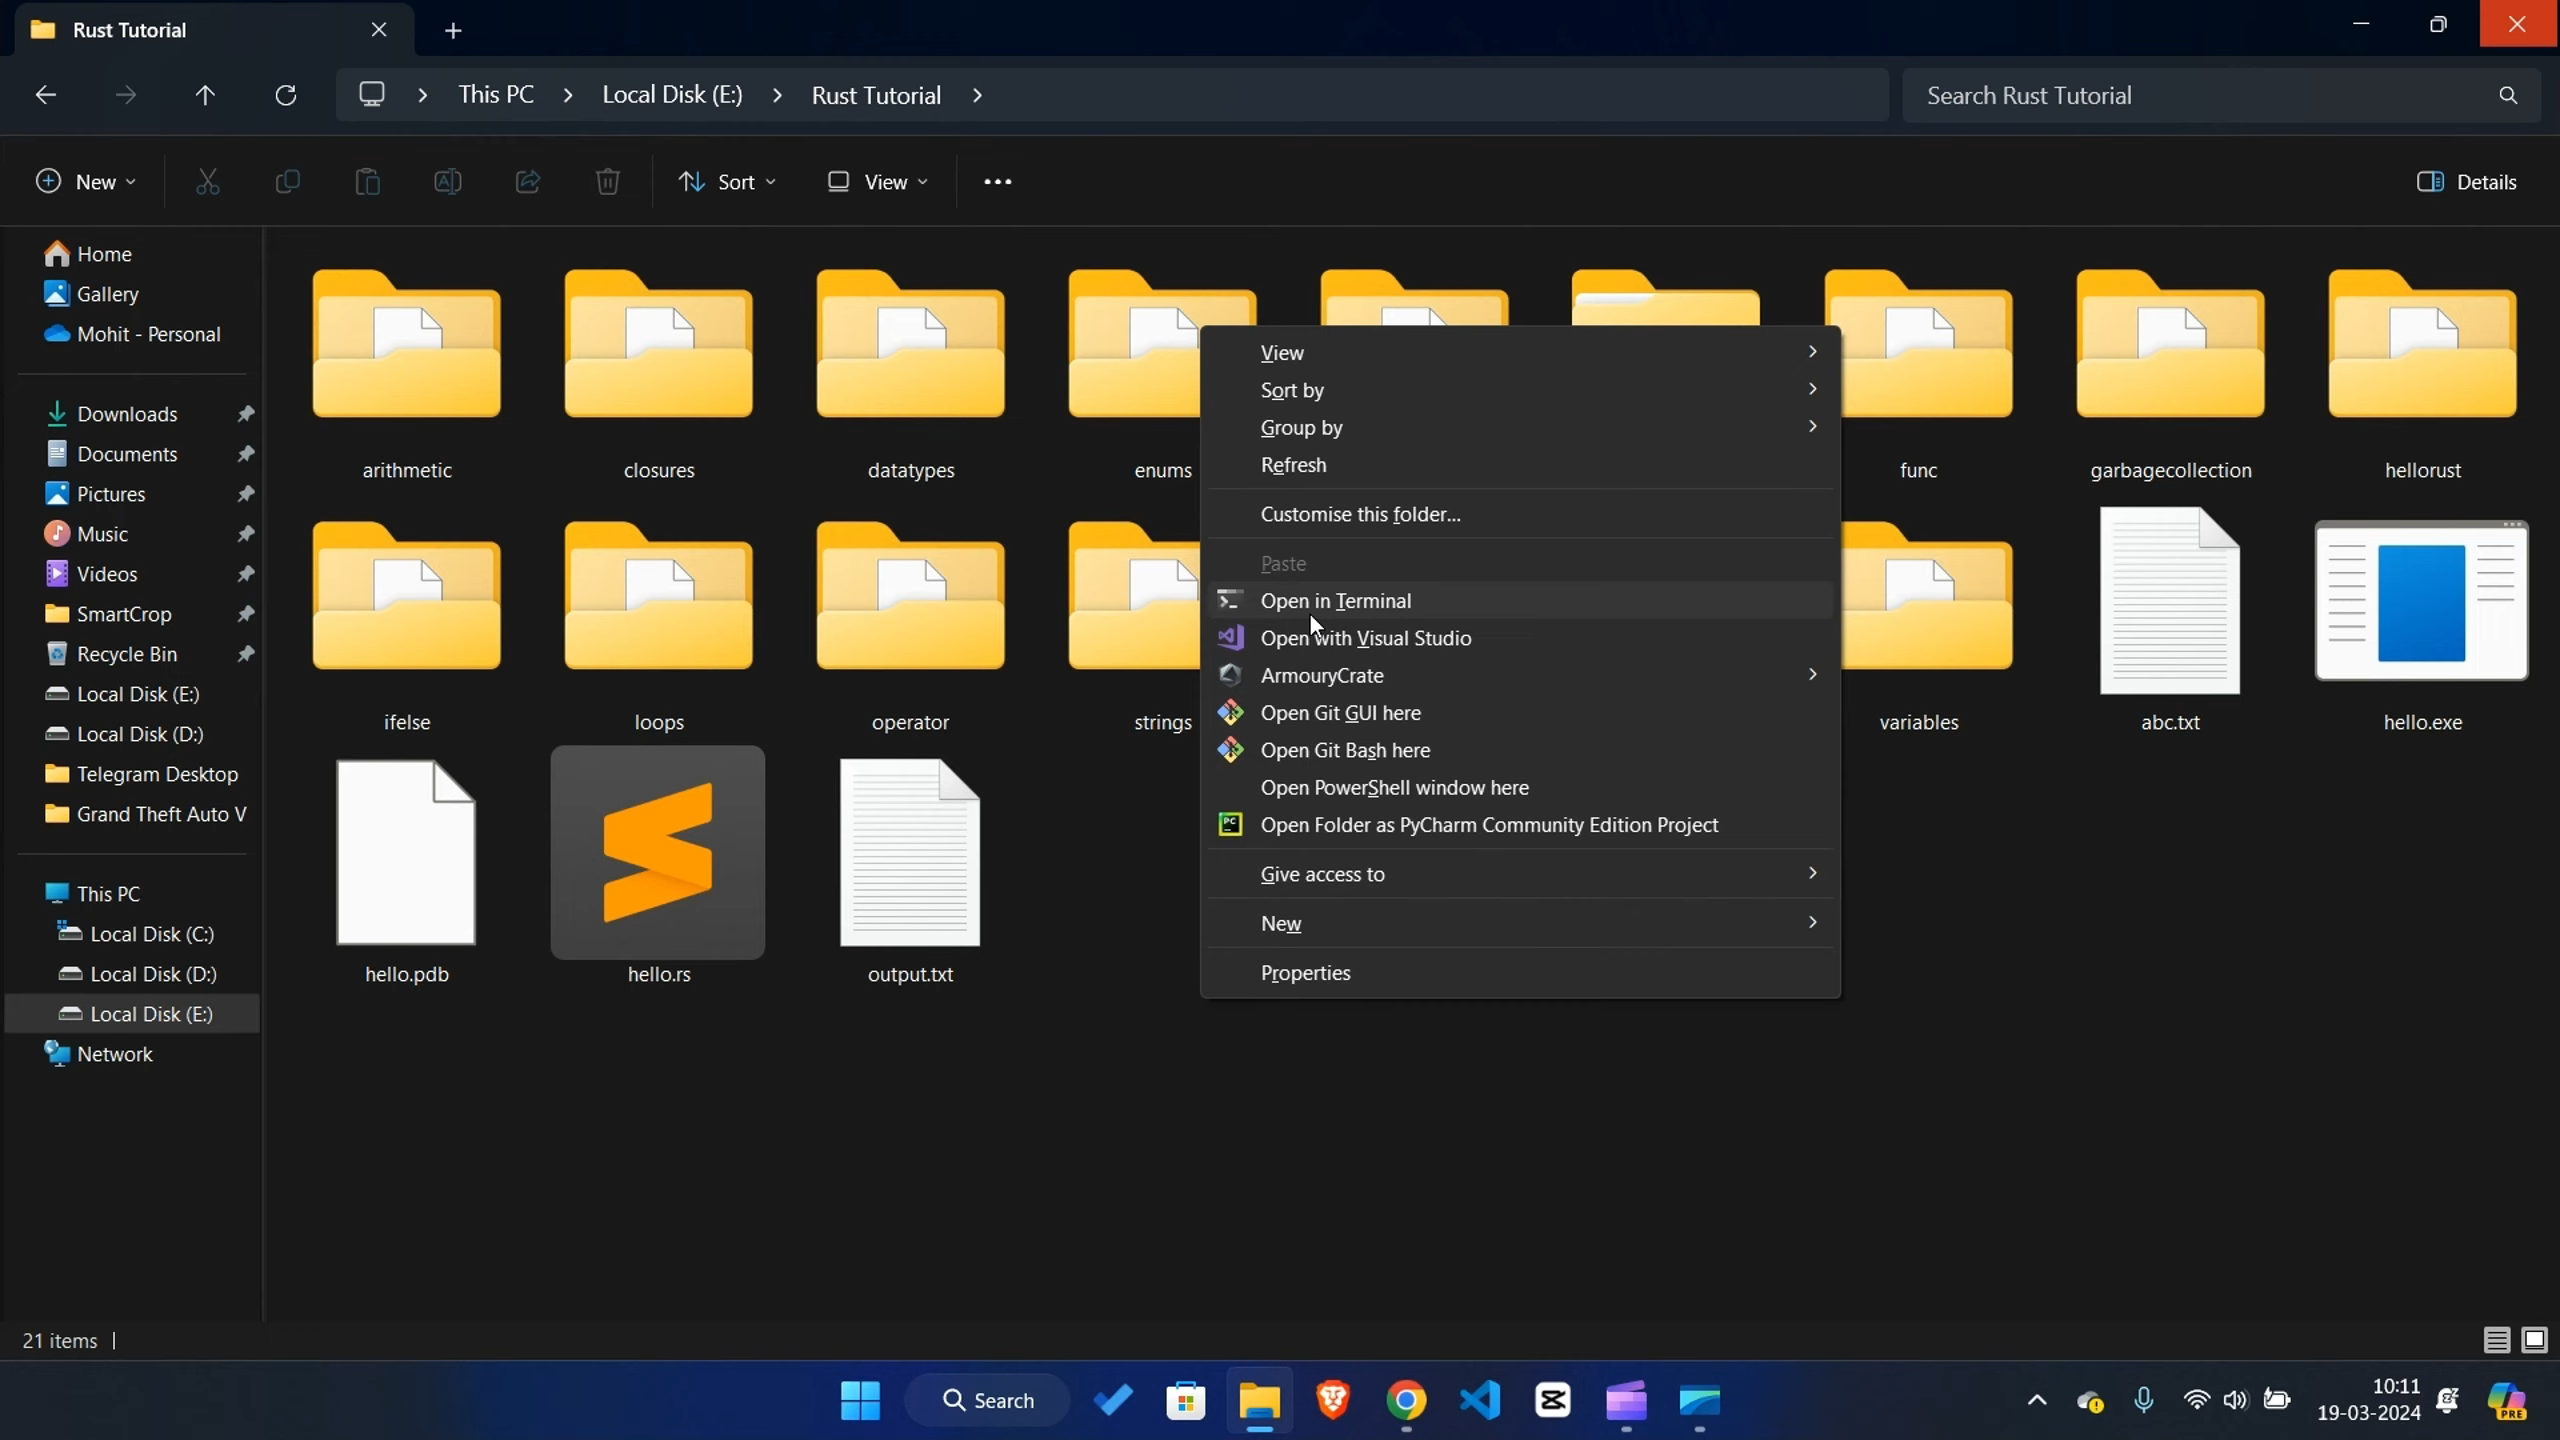 Rust Tutorial
This PC > Local Disk (E:) > Rust Tutorial >
Search Rust Tutorial
New
Sort
View
Details
Home
Gallery
Mohit - Personal
Downloads
Documents
Pictures
Music
Videos
SmartCrop
Recycle Bin
Local Disk (E:)
Local Disk (D:)
Telegram Desktop
Grand Theft Auto V
This PC
Local Disk (C:)
Local Disk (D:)
Local Disk (E:)
Network
arithmetic
closures
datatypes
enums
func
garbagecollection
hellorust
ifelse
loops
operator
strings
variables
abc.txt
hello.exe
hello.pdb
hello.rs
output.txt
View
Sort by
Group by
Refresh
Customise this folder...
Paste
Open in Terminal
Open with Visual Studio
ArmouryCrate
Open Git GUI here
Open Git Bash here
Open PowerShell window here
PC
Open Folder as PyCharm Community Edition Project
Give access to
New
Properties
21 items
Search
10:11
19-03-2024
PRE